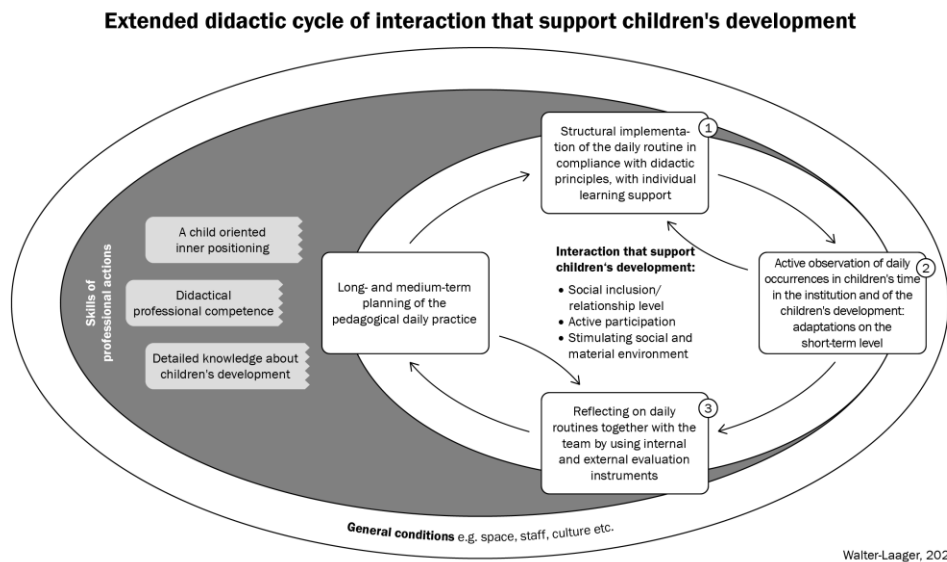 Extended didactic cycle of interaction that support children's development
1
Structural implementa-
tion of the daily routine in
compliance with didactic
principles, with individual
learning support
Skills of
professional actions
A child oriented
inner positioning
Didactical
professional competence
Detailed knowledge about
children's development
Long- and medium-term
planning of the
pedagogical daily practice
Interaction that support
children's development:
• Social inclusion/
relationship level
• Active participation
• Stimulating social and
material environment
2
Active observation of daily
occurrences in children's time
in the institution and of the
children's development:
adaptations on the
short-term level
3
Reflecting on daily
routines together with the
team by using internal
and external evaluation
instruments
General conditions e.g. space, staff, culture etc.
Walter-Laager, 202